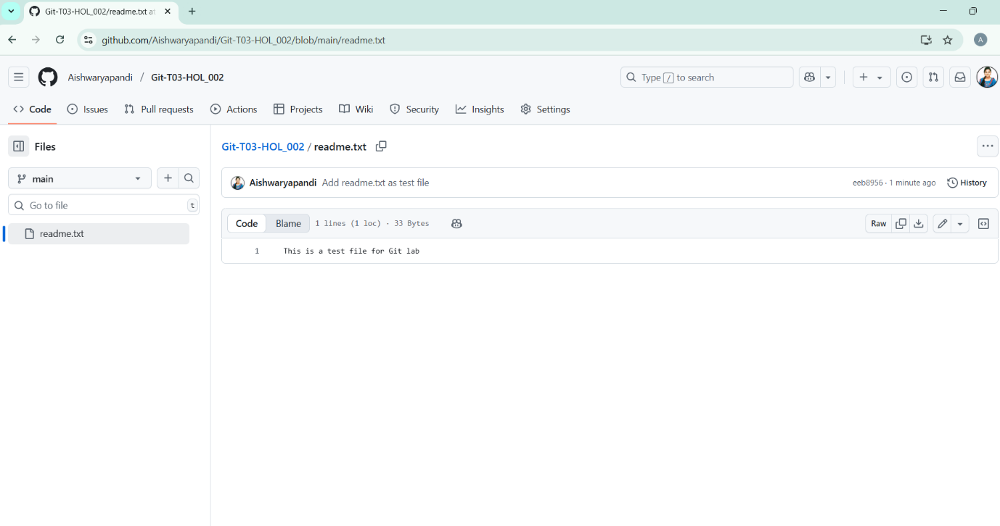 Git-T03-HOL_002/readme.txt at
github.com/Aishwaryapandi/Git-T03-HOL_002/blob/main/readme.txt
A
Aishwaryapandi / Git-T03-HOL_002
Type / to search
Code Issues Pull requests Actions Projects Wiki Security Insights Settings
Files
main
Go to file
t
readme.txt
Git-T03-HOL_002 / readme.txt
Aishwaryapandi Add readme.txt as test file
eeb8956 · 1 minute ago
History
Code Blame 1 lines (1 loc) · 33 Bytes
Raw
1 This is a test file for Git lab